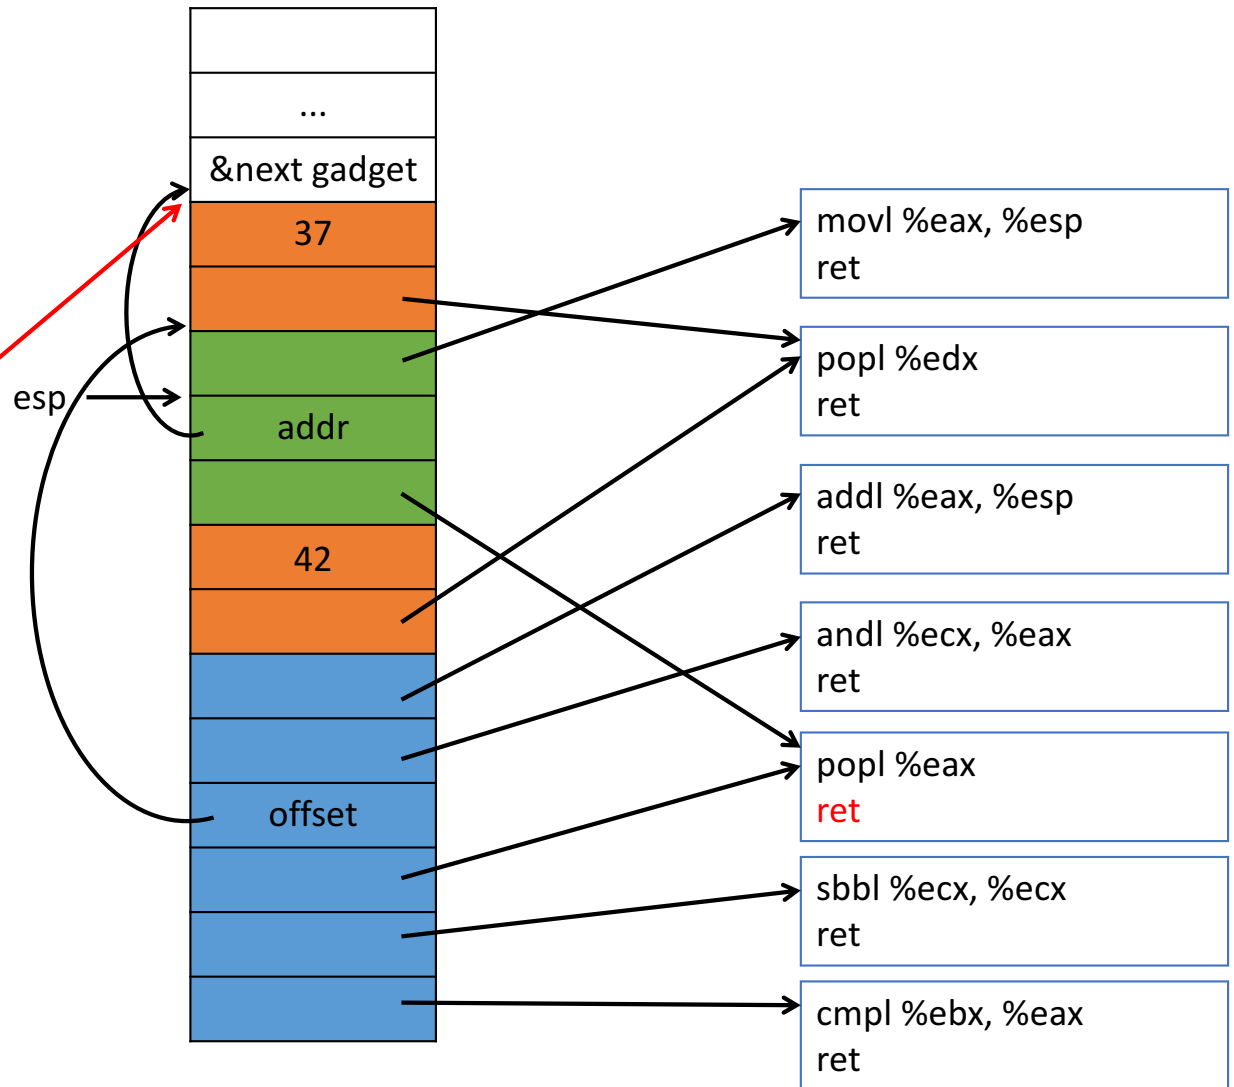 ...
&next gadget
37
esp
addr
42
offset
movl %eax, %esp
ret
popl %edx
ret
addl %eax, %esp
ret
andl %ecx, %eax
ret
popl %eax
ret
sbbl %ecx, %ecx
ret
cmpl %ebx, %eax
ret